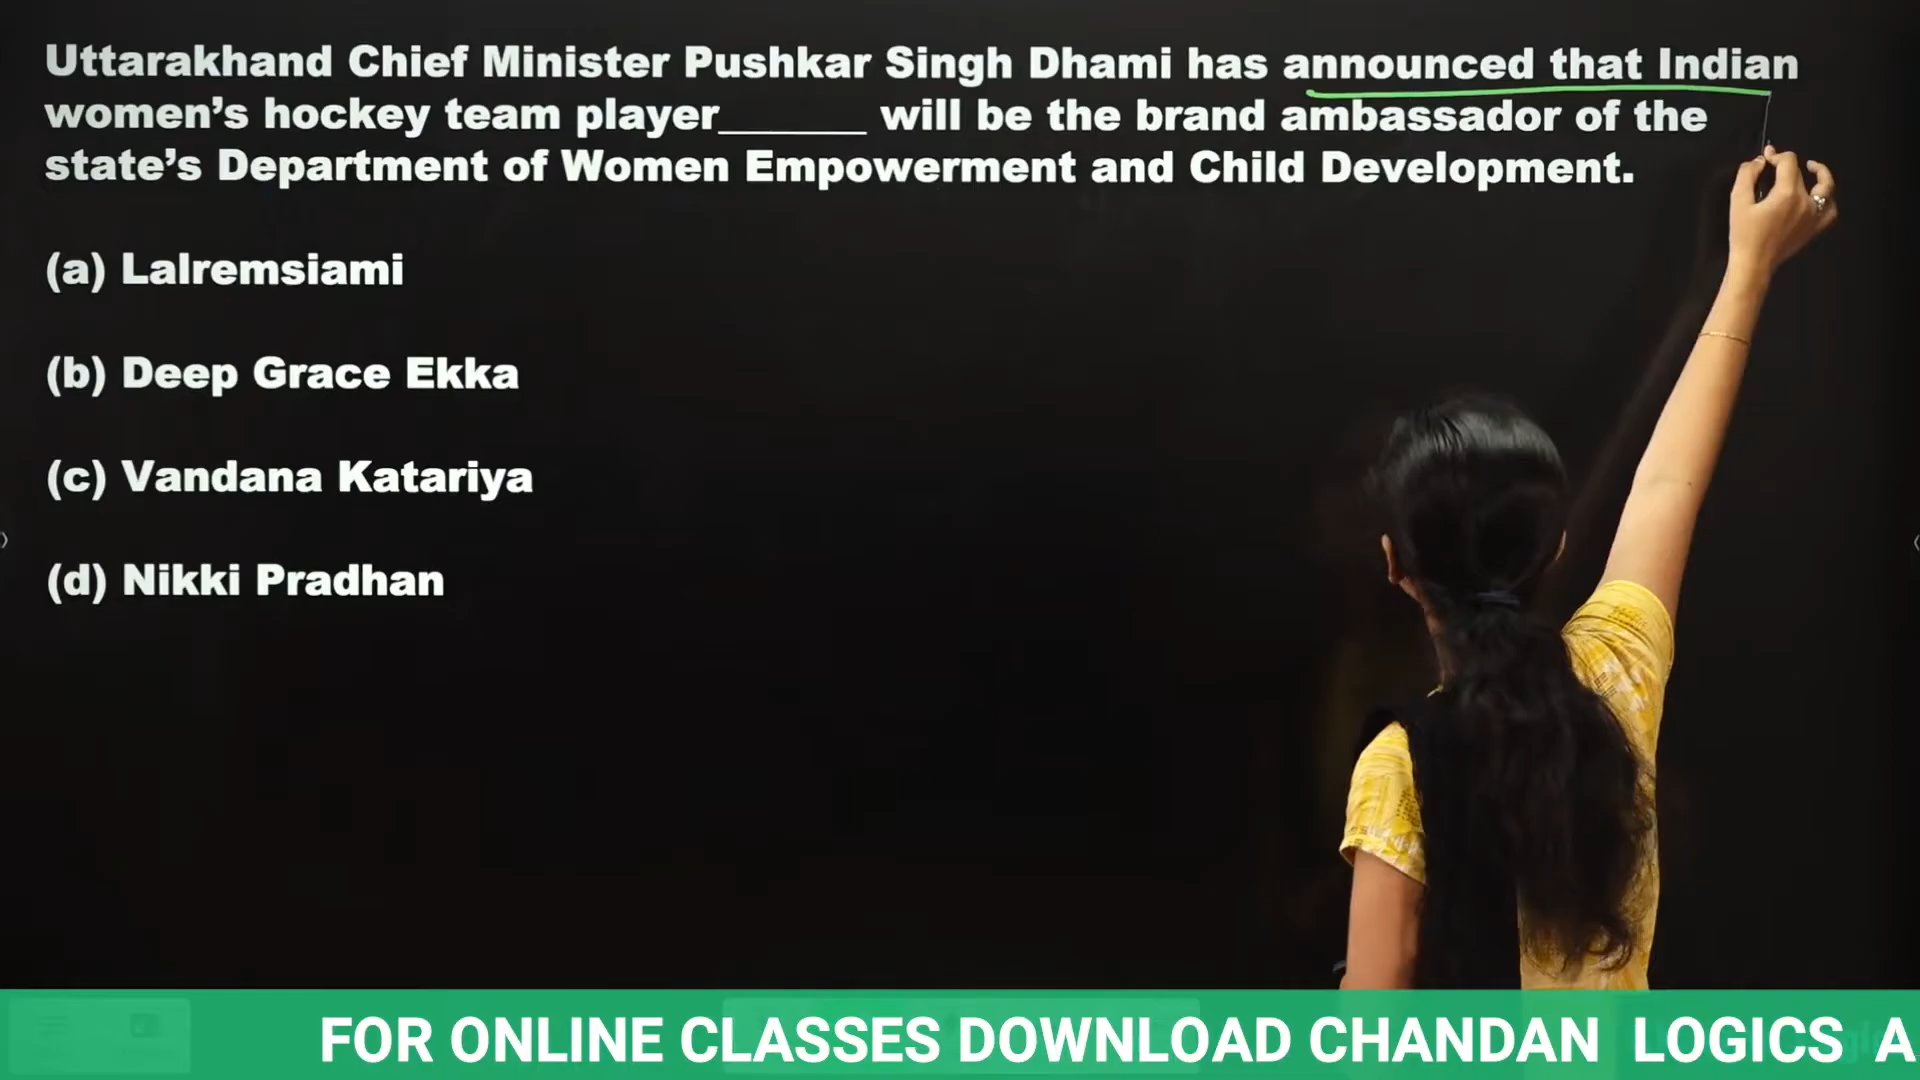 Uttarakhand Chief Minister Pushkar Singh Dhami has announced that Indian
women’s hockey team player_______ will be the brand ambassador of the
state’s Department of Women Empowerment and Child Development.
(a) Lalremsiami
(b) Deep Grace Ekka
(c) Vandana Katariya
(d) Nikki Pradhan
FOR ONLINE CLASSES DOWNLOAD CHANDAN LOGICS A